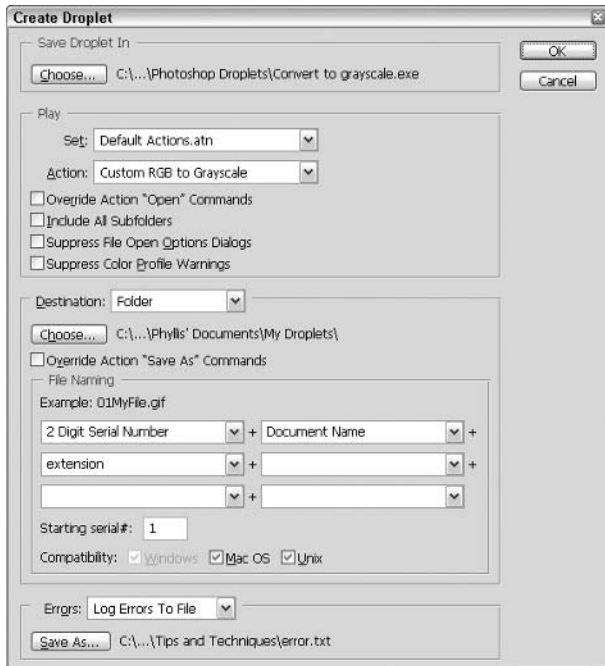 Create Droplet
Save Droplet In
Choose... C:\...\Photoshop Droplets\Convert to grayscale.exe
OK
Cancel
Play
Set: Default Actions.atn
Action: Custom RGB to Grayscale
Override Action "Open" Commands
Include All Subfolders
Suppress File Open Options Dialogs
Suppress Color Profile Warnings
Destination: Folder
Choose... C:\...\Phyllis' Documents\My Droplets\
Override Action "Save As" Commands
File Naming
Example: 01MyFile.gif
2 Digit Serial Number + Document Name +
extension + +
+
Starting serial#: 1
Compatibility: Windows Mac OS Unix
Errors: Log Errors To File
Save As... C:\...\Tips and Techniques\error.txt